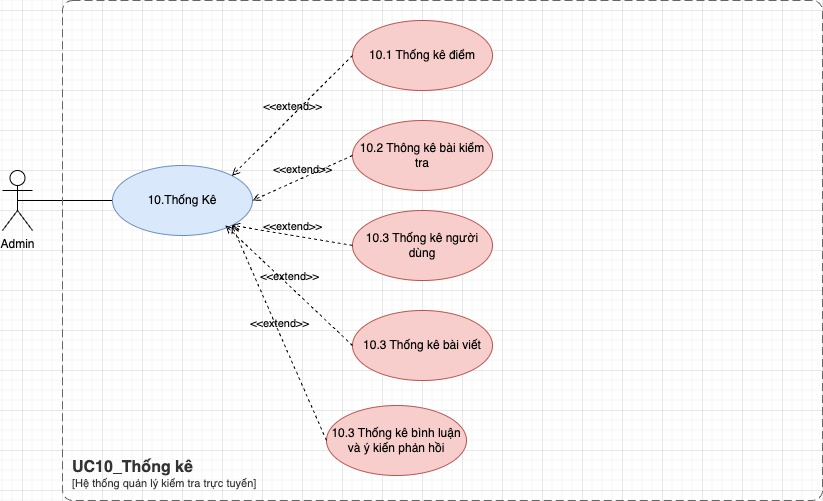 10.1 Thống kê điểm
<<extend>>
10.2 Thông kê bài kiểm
tra
<<extend>>
10.Thống Kê
Admin
<<extend>>
10.3 Thống kê người
dùng
<<extend>>
<<extend>>
10.3 Thống kê bài viết
10.3 Thống kê bình luận
và ý kiến phản hồi
UC10_Thống kê
[Hệ thống quản lý kiểm tra trực tuyến]